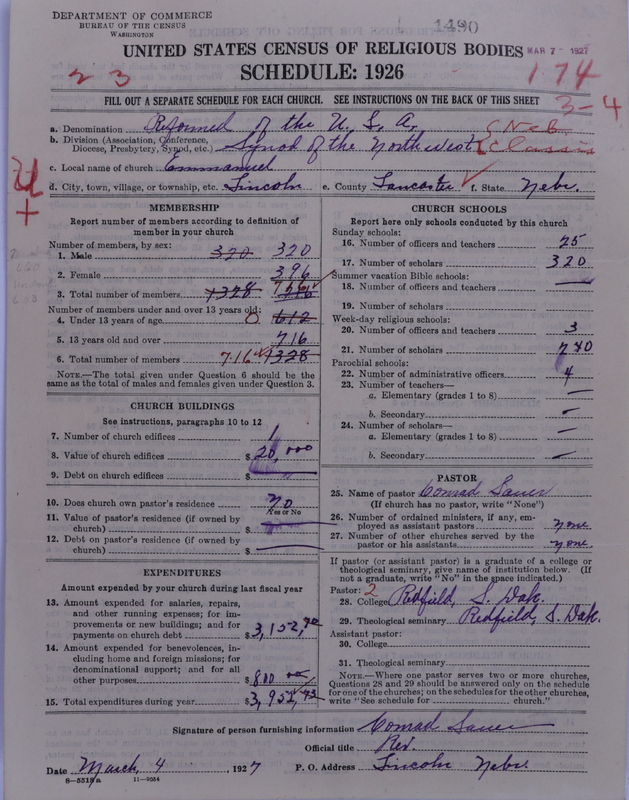 DEPARTMENT OF COMMERCE
BUREAU OF THE CENSUS
WASHINGTON
1490
UNITED STATES CENSUS OF RELIGIOUS BODIES
MAR 7 - 1927
SCHEDULE: 1926
2 3
174
FILL OUT A SEPARATE SCHEDULE FOR EACH CHURCH. SEE INSTRUCTIONS ON THE BACK OF THIS SHEET
3-4
a. Denomination Reformed of the U. S. A.
b. Division (Association, Conference, Diocese, Presbytery, Synod, etc.) Synod of the Northwest { Neb. Classis
c. Local name of church Emmanuel
d. City, town, village, or township, etc. Lincoln e. County Lancaster f. State Nebr.
MEMBERSHIP
Report number of members according to definition of
member in your church
Number of members, by sex:
1. Male 320 320
2. Female 396
3. Total number of members 1328 716
Number of members under and over 13 years old:
4. Under 13 years of age 0 612
5. 13 years old and over 716
6. Total number of members 716 1328
NOTE.—The total given under Question 6 should be
same as the total of males and females given under Question 3.
CHURCH BUILDINGS
See instructions, paragraphs 10 to 12
7. Number of church edifices 1
8. Value of church edifices $ 20,000
9. Debt on church edifices $
10. Does church own pastor's residence no
Yes or No
11. Value of pastor's residence (if owned by
church) $
12. Debt on pastor's residence (if owned by
church) $
EXPENDITURES
Amount expended by your church during last fiscal year
13. Amount expended for salaries, repairs,
and other running expenses; for im-
provements or new buildings; and for
payments on church debt $ 3,152,
14. Amount expended for benevolences, in-
cluding home and foreign missions; for
denominational support; and for all
other purposes $ 800 00
15. Total expenditures during year $ 3,952,
CHURCH SCHOOLS
Report here only schools conducted by this church
Sunday schools:
16. Number of officers and teachers 25
17. Number of scholars 320
Summer vacation Bible schools:
18. Number of officers and teachers —
19. Number of scholars
Week-day religious schools:
20. Number of officers and teachers 3
21. Number of scholars
Parochial schools:
22. Number of administrative officers 4
23. Number of teachers—
a. Elementary (grades 1 to 8) —
b. Secondary —
24. Number of scholars—
a. Elementary (grades 1 to 8) —
b. Secondary —
PASTOR
25. Name of pastor Conrad Sauer
(If church has no pastor, write "None")
26. Number of ordained ministers, if any, em-
ployed as assistant pastors none
27. Number of other churches served by the
pastor or his assistants none.
If pastor (or assistant pastor) is a graduate of a college or
theological seminary, give name of institution below. (If
not a graduate, write "No" in the space indicated.)
Pastor: 2
28. College Redfield, S. Dak.
29. Theological seminary Redfield, S. Dak.
Assistant pastor:
30. College
31. Theological seminary
NOTE.—Where one pastor serves two or more churches,
Questions 28 and 29 should be answered only on the schedule
for one of the churches; on the schedules for the other churches,
write "See schedule for church."
Signature of person furnishing information Conrad Sauer
Official title Rev.
Date March, 4, 1927 P. O. Address Lincoln Nebr.
8-5518a 11-9054